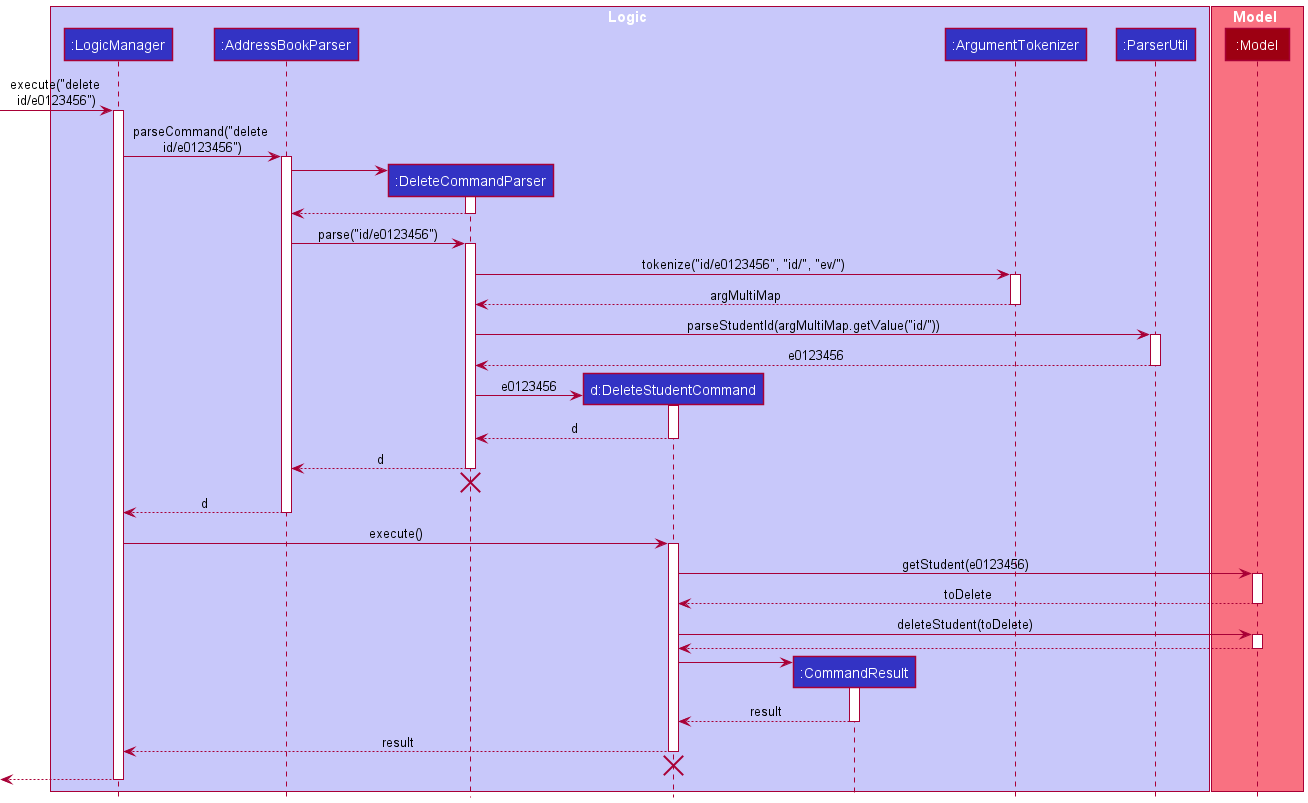 Logic
Model
:LogicManager
:AddressBookParser
:ArgumentTokenizer
:ParserUtil
:Model
execute("delete
id/e0123456")
parseCommand("delete
id/e0123456")
:DeleteCommandParser
parse("id/e0123456")
tokenize("id/e0123456", "id/", "ev/")
argMultiMap
parseStudentId(argMultiMap.getValue("id/"))
e0123456
e0123456
d:DeleteStudentCommand
d
d
d
execute()
getStudent(e0123456)
toDelete
deleteStudent(toDelete)
:CommandResult
result
result